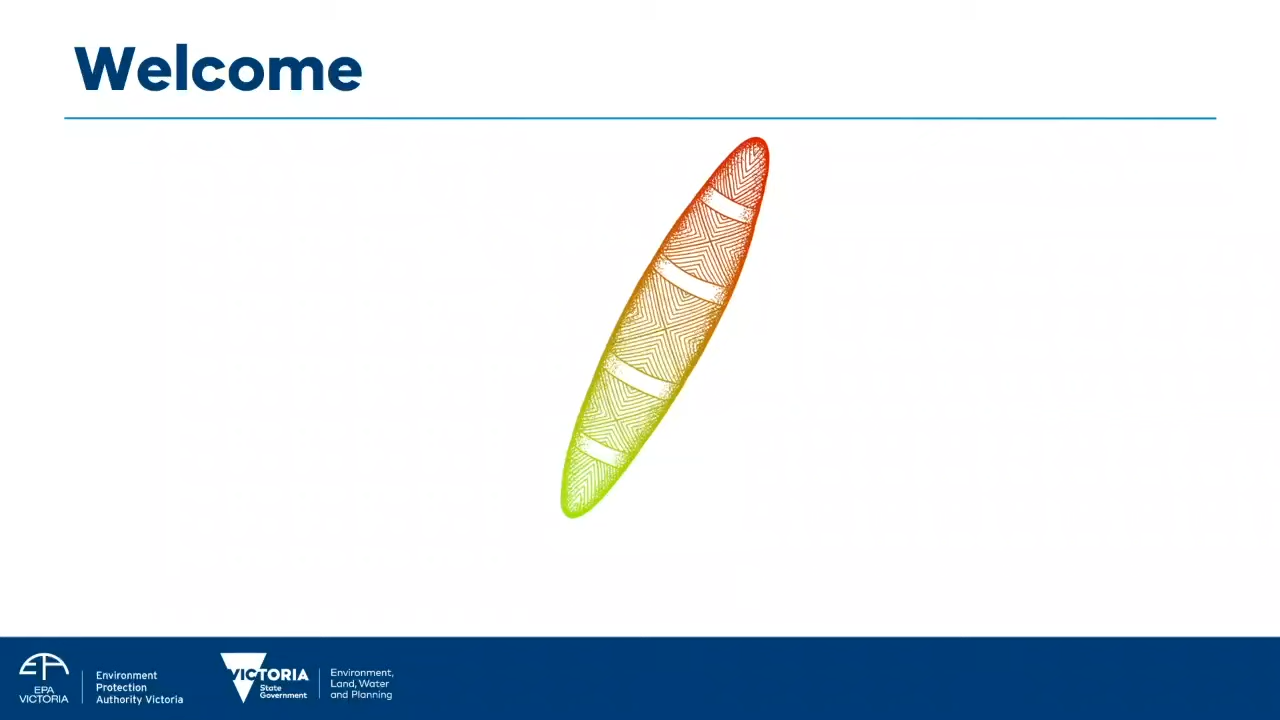 Welcome
EPA
VICTORIA
Environment
Protection
Authority Victoria
VICTORIA
State
Government
Environment,
Land, Water
and Planning